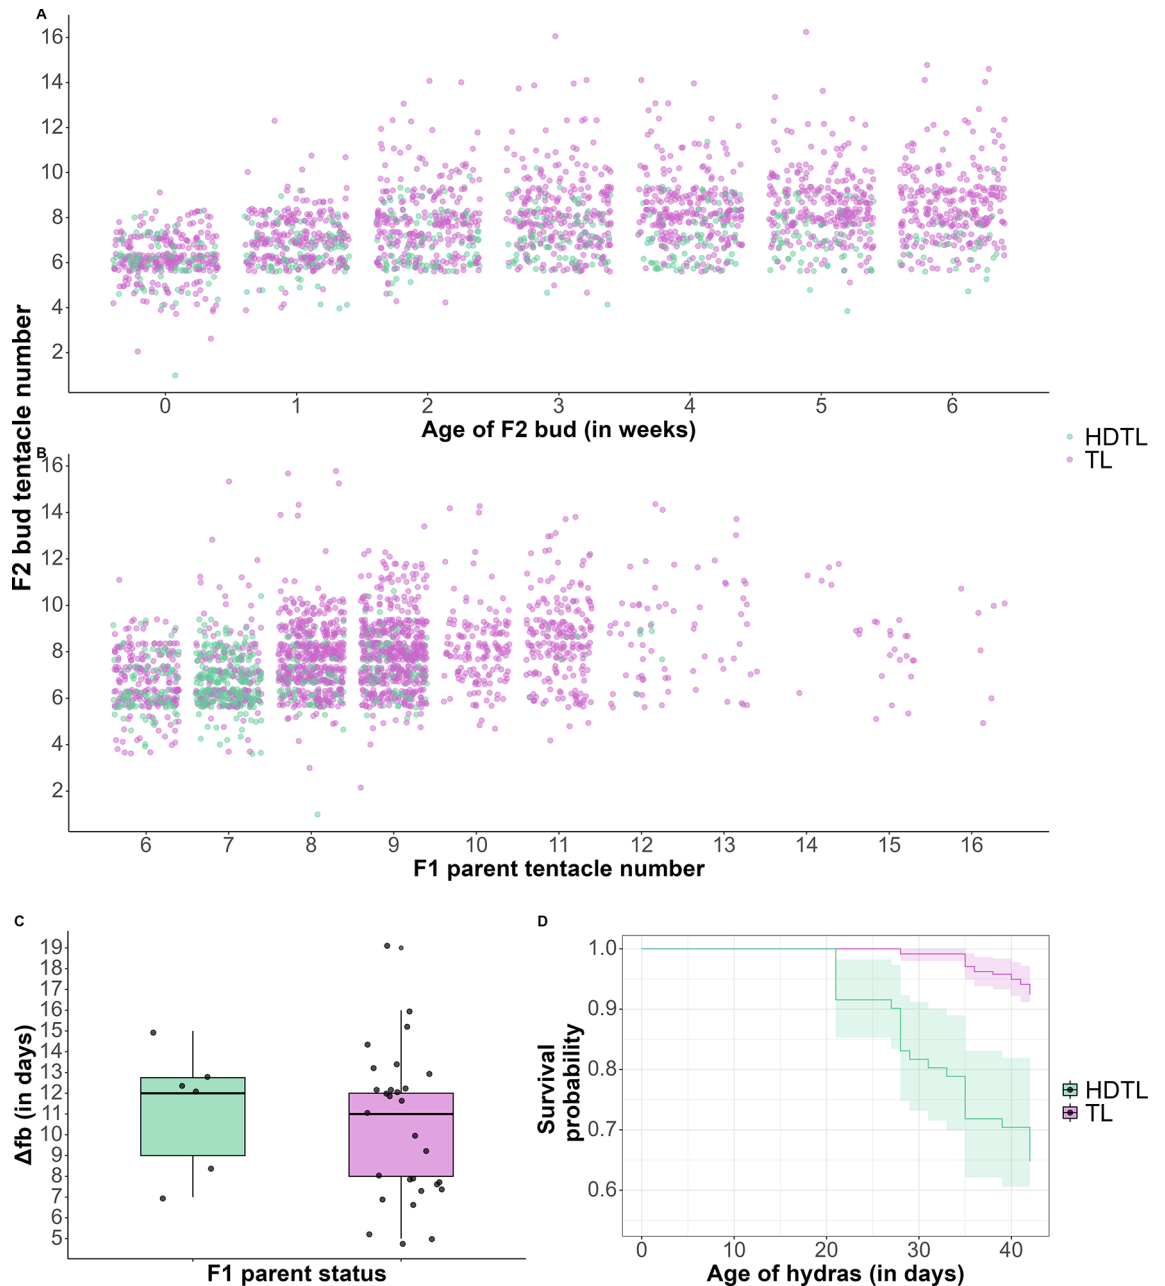 A
16
14
12
10
8
6
4
2
0 1 2 3 4 5 6
Age of F2 bud (in weeks)
F2 bud tentacle number
HDTL
TL
B
16
14
12
10
8
6
4
2
6 7 8 9 10 11 12 13 14 15 16
F1 parent tentacle number
C
19
18
17
16
15
14
13
12
11
10
9
8
7
6
5
Δfb (in days)
F1 parent status
D
1.0
0.9
0.8
0.7
0.6
Survival
probability
0 10 20 30 40
Age of hydras (in days)
HDTL
TL